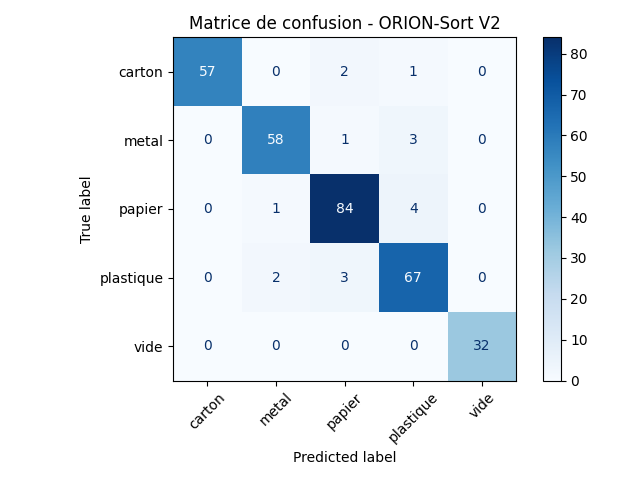 Matrice de confusion - ORION-Sort V2
carton 57 0 2 1 0
metal 0 58 1 3 0
papier 0 1 84 4 0
plastique 0 2 3 67 0
vide 0 0 0 0 32
carton metal papier plastique vide
True label
Predicted label
80
70
60
50
40
30
20
10
0